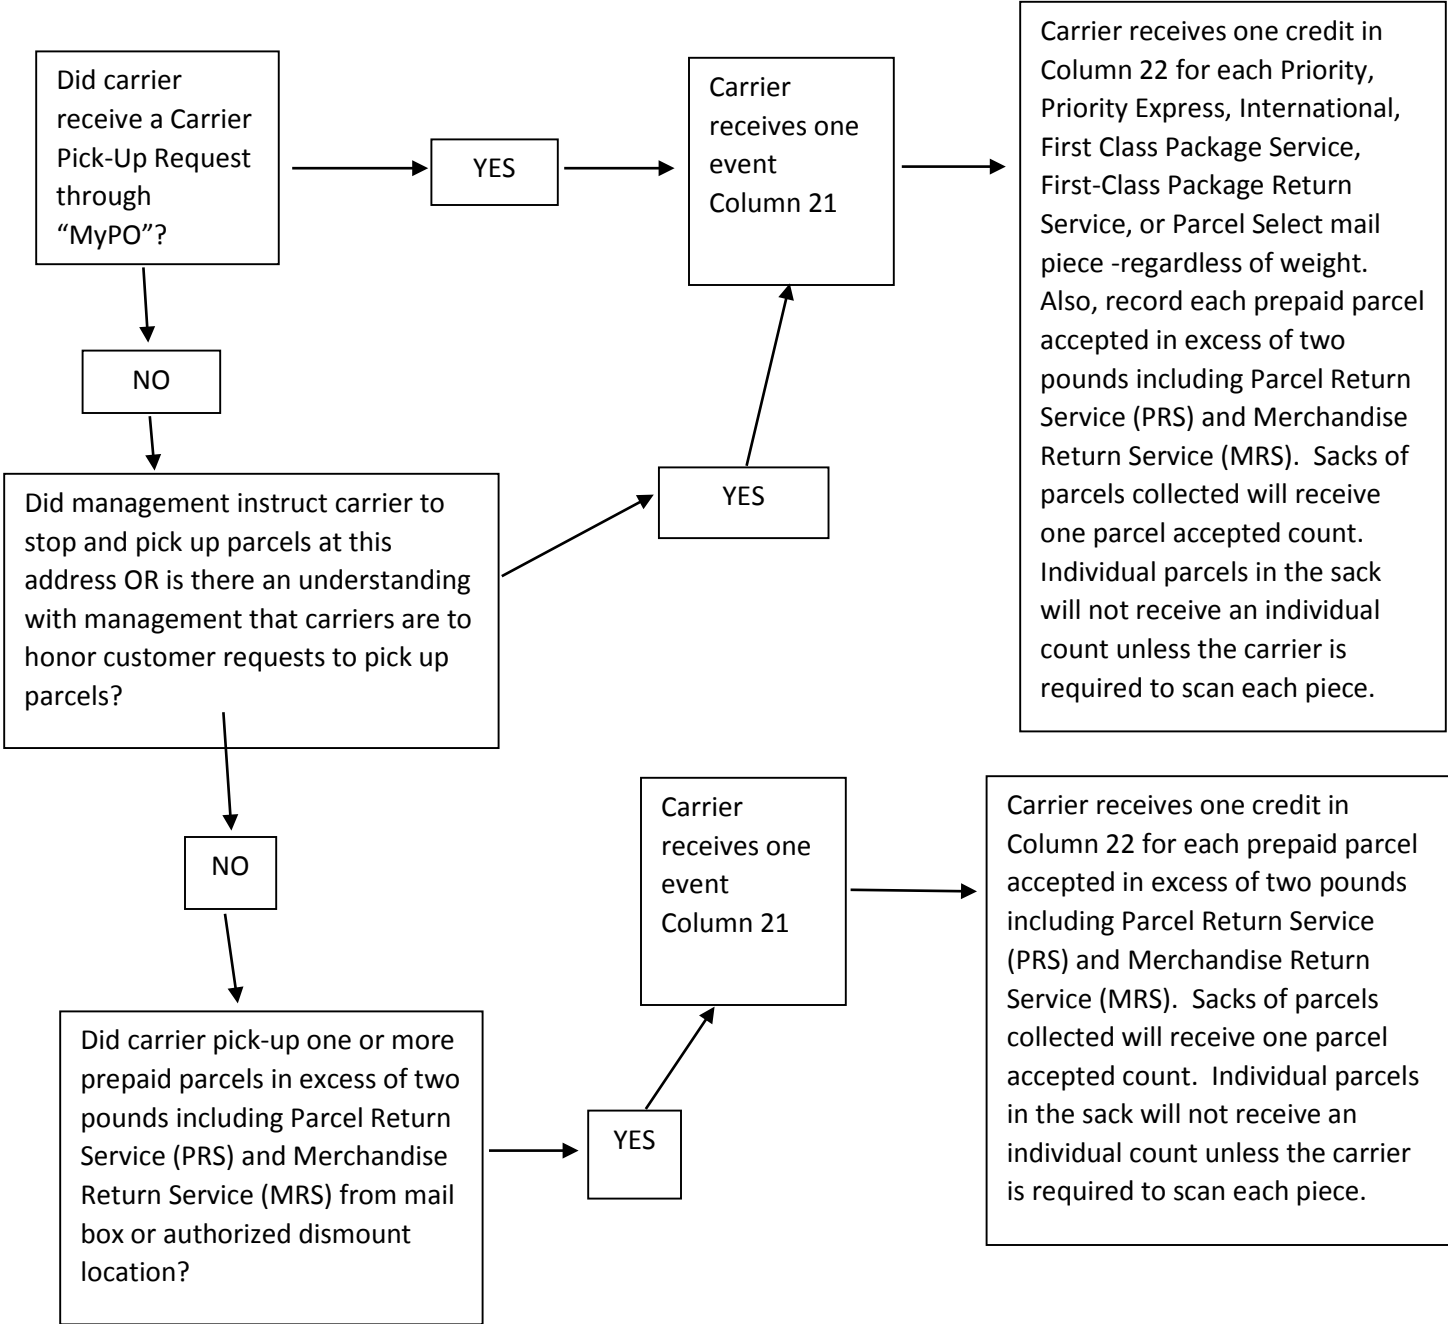 Did carrier
receive a Carrier
Pick-Up Request
through
“MyPO”?
YES
Carrier
receives one
event
Column 21
Carrier receives one credit in
Column 22 for each Priority,
Priority Express, International,
First Class Package Service,
First-Class Package Return
Service, or Parcel Select mail
piece -regardless of weight.
Also, record each prepaid parcel
accepted in excess of two
pounds including Parcel Return
Service (PRS) and Merchandise
Return Service (MRS).  Sacks of
parcels collected will receive
one parcel accepted count.
Individual parcels in the sack
will not receive an individual
count unless the carrier is
required to scan each piece.
NO
Did management instruct carrier to
stop and pick up parcels at this
address OR is there an understanding
with management that carriers are to
honor customer requests to pick up
parcels?
YES
NO
Did carrier pick-up one or more
prepaid parcels in excess of two
pounds including Parcel Return
Service (PRS) and Merchandise
Return Service (MRS) from mail
box or authorized dismount
location?
YES
Carrier
receives one
event
Column 21
Carrier receives one credit in
Column 22 for each prepaid parcel
accepted in excess of two pounds
including Parcel Return Service
(PRS) and Merchandise Return
Service (MRS).  Sacks of parcels
collected will receive one parcel
accepted count.  Individual parcels
in the sack will not receive an
individual count unless the carrier
is required to scan each piece.